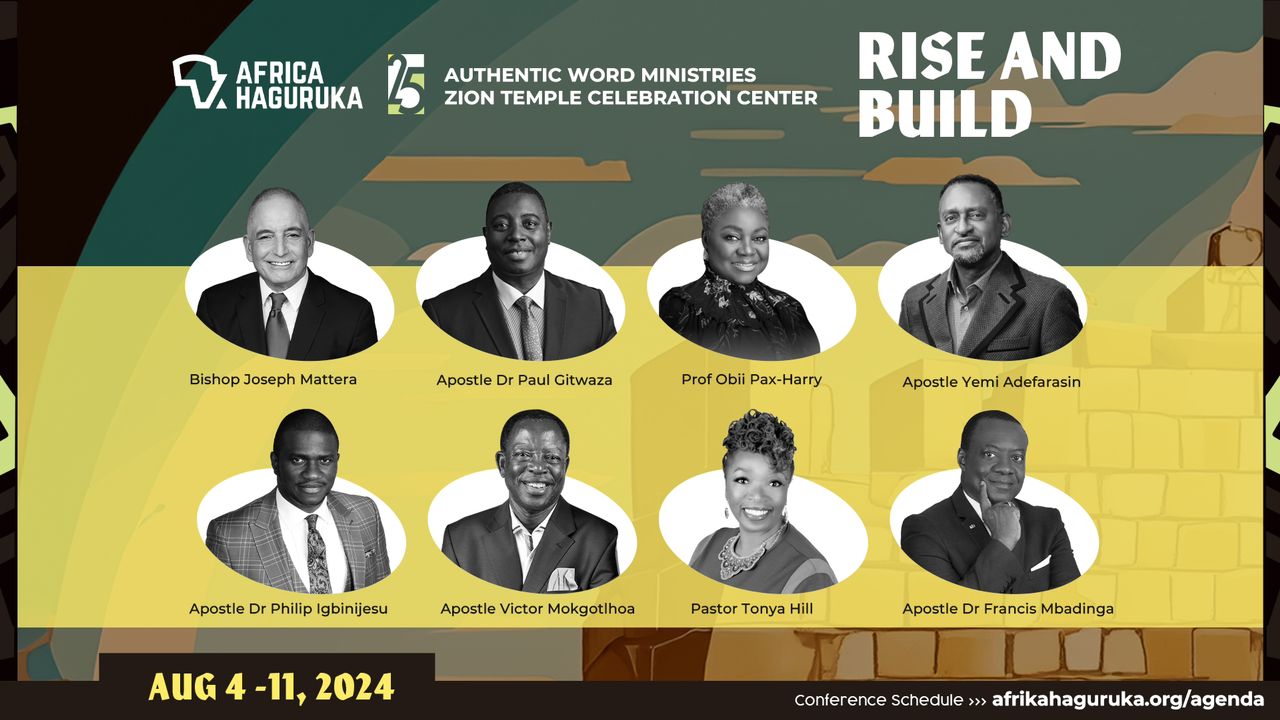 AFRICA
HAGURUKA
25
AUTHENTIC WORD MINISTRIES
ZION TEMPLE CELEBRATION CENTER
RISE AND
BUILD
Bishop Joseph Mattera
Apostle Dr Paul Gitwaza
Prof Obii Pax-Harry
Apostle Yemi Adefarasin
Apostle Dr Philip Igbinijesu
Apostle Victor Mokgotlhoa
Pastor Tonya Hill
Apostle Dr Francis Mbadinga
AUG 4 -11, 2024
Conference Schedule >>> afrikahaguruka.org/agenda